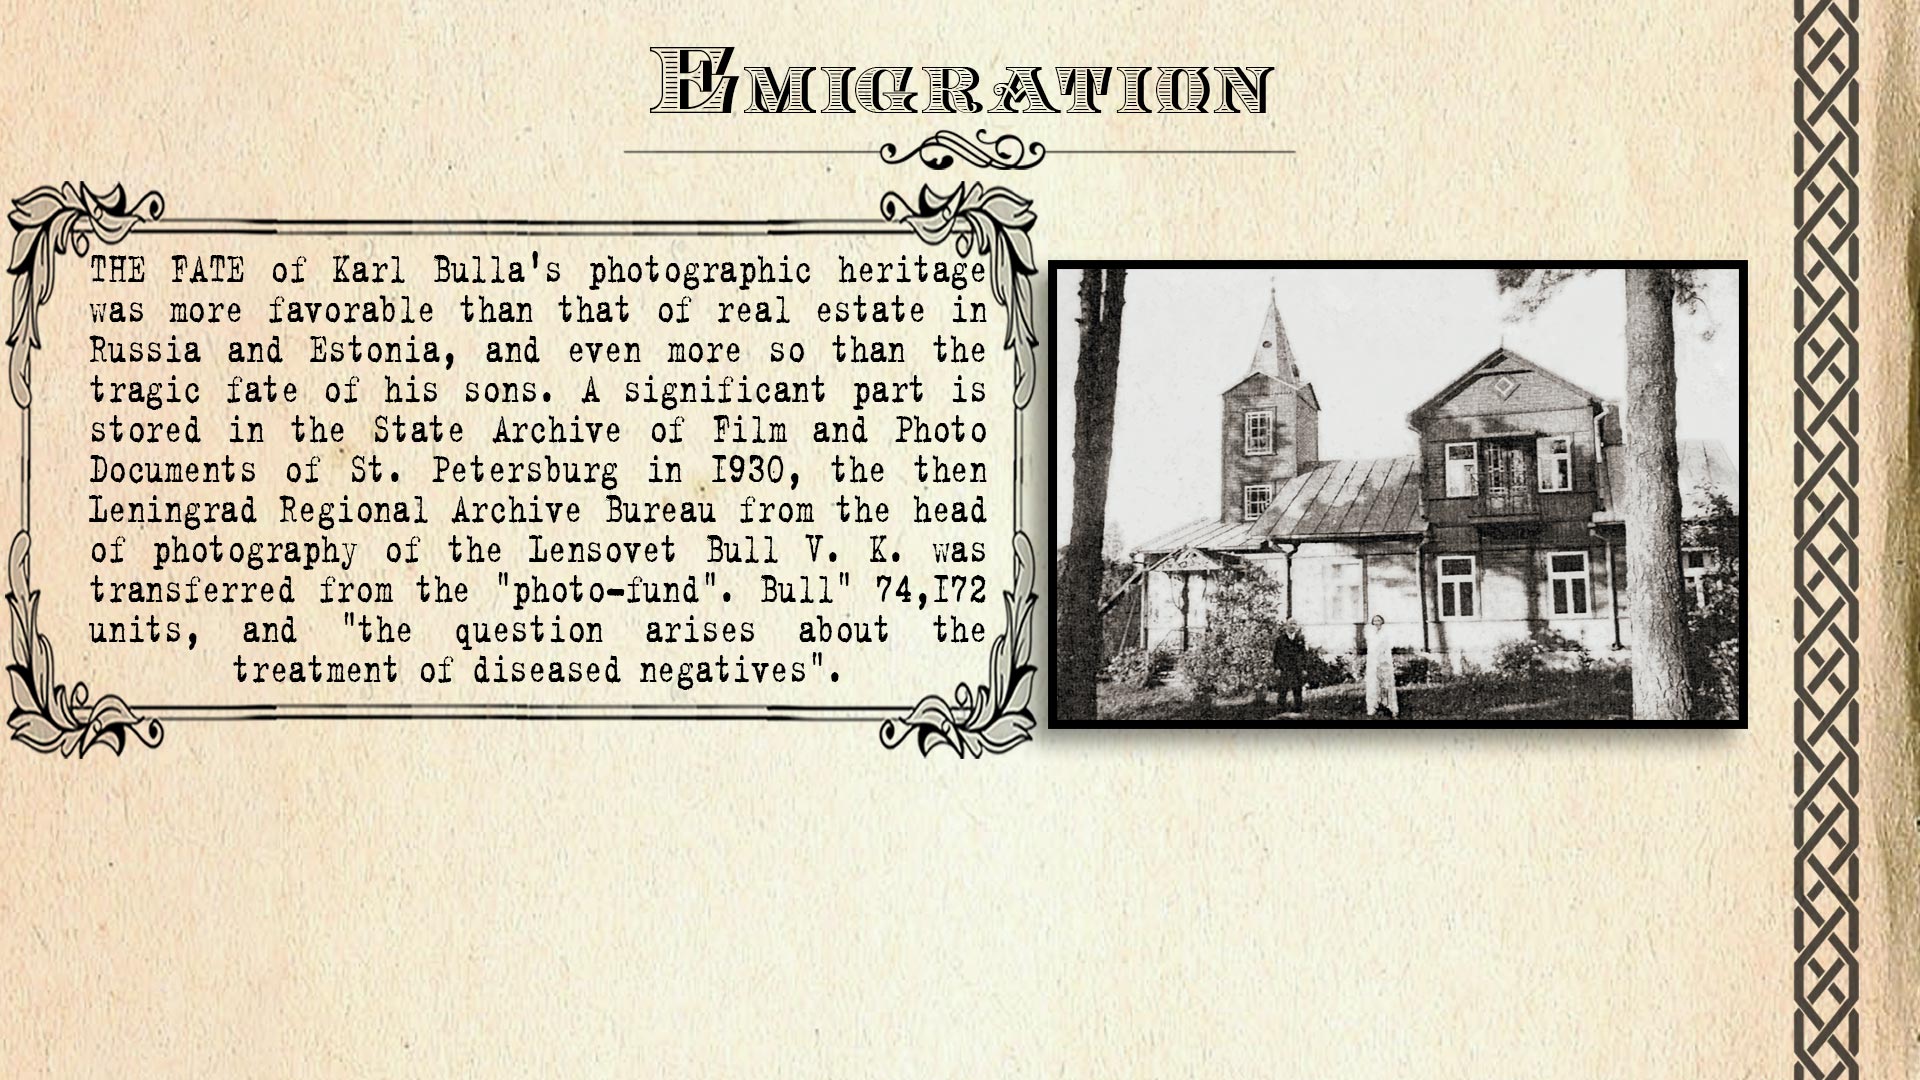 Emigration
THE FATE of Karl Bulla's photographic heritage
was more favorable than that of real estate in
Russia and Estonia, and even more so than the
tragic fate of his sons. A significant part is
stored in the State Archive of Film and Photo
Documents of St. Petersburg in 1930, the then
Leningrad Regional Archive Bureau from the head
of photography of the Lensovet Bull V. K. was
transferred from the "photo-fund". Bull" 74,172
units, and "the question arises about the
treatment of diseased negatives".